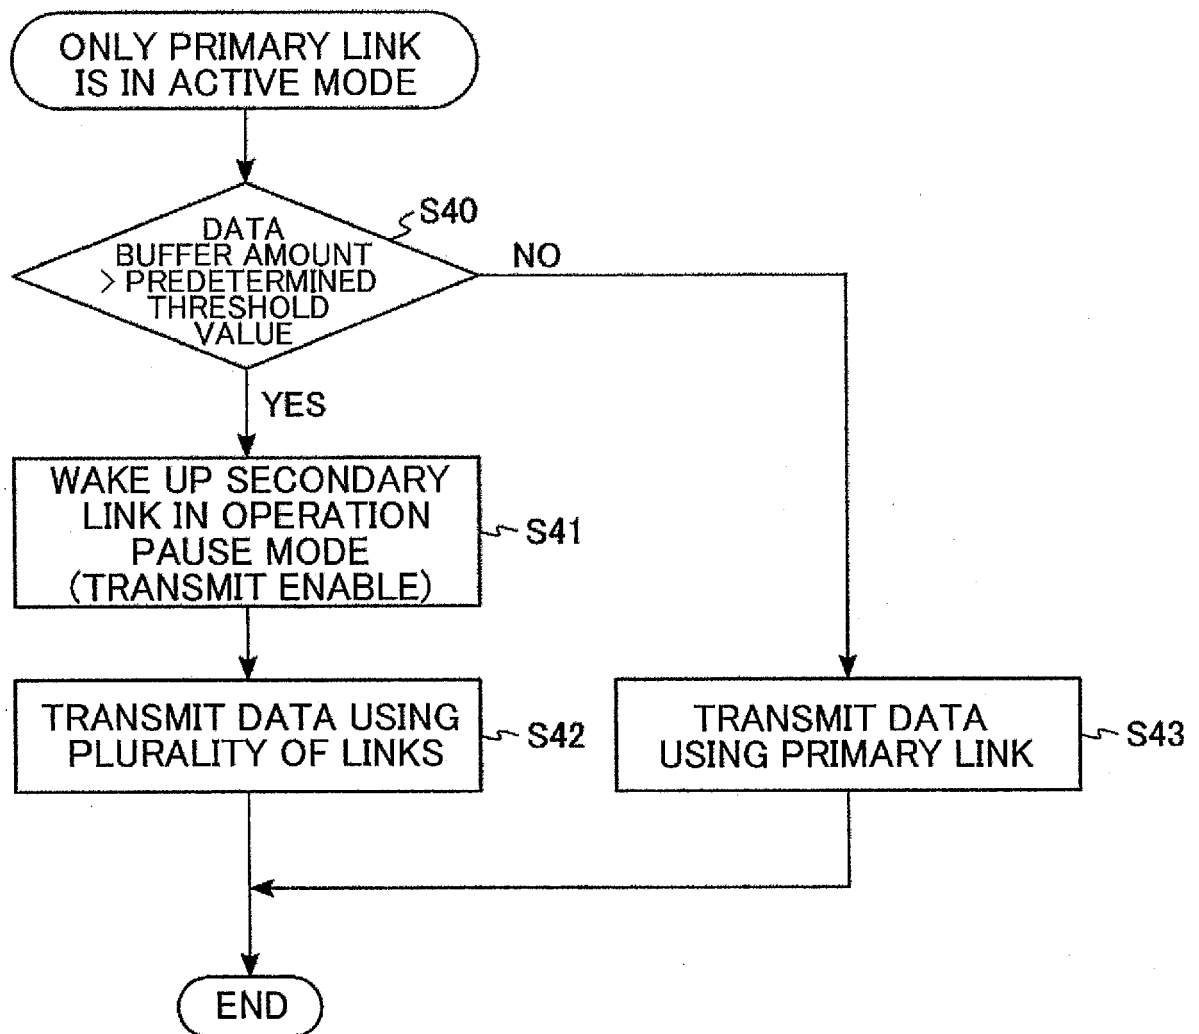 ONLY PRIMARY LINK
IS IN ACTIVE MODE
S40
DATA
BUFFER AMOUNT
> PREDETERMINED
THRESHOLD
VALUE
NO
YES
WAKE UP SECONDARY
LINK IN OPERATION
PAUSE MODE
(TRANSMIT ENABLE)
S41
TRANSMIT DATA USING
PLURALITY OF LINKS
S42
TRANSMIT DATA
USING PRIMARY LINK
S43
END